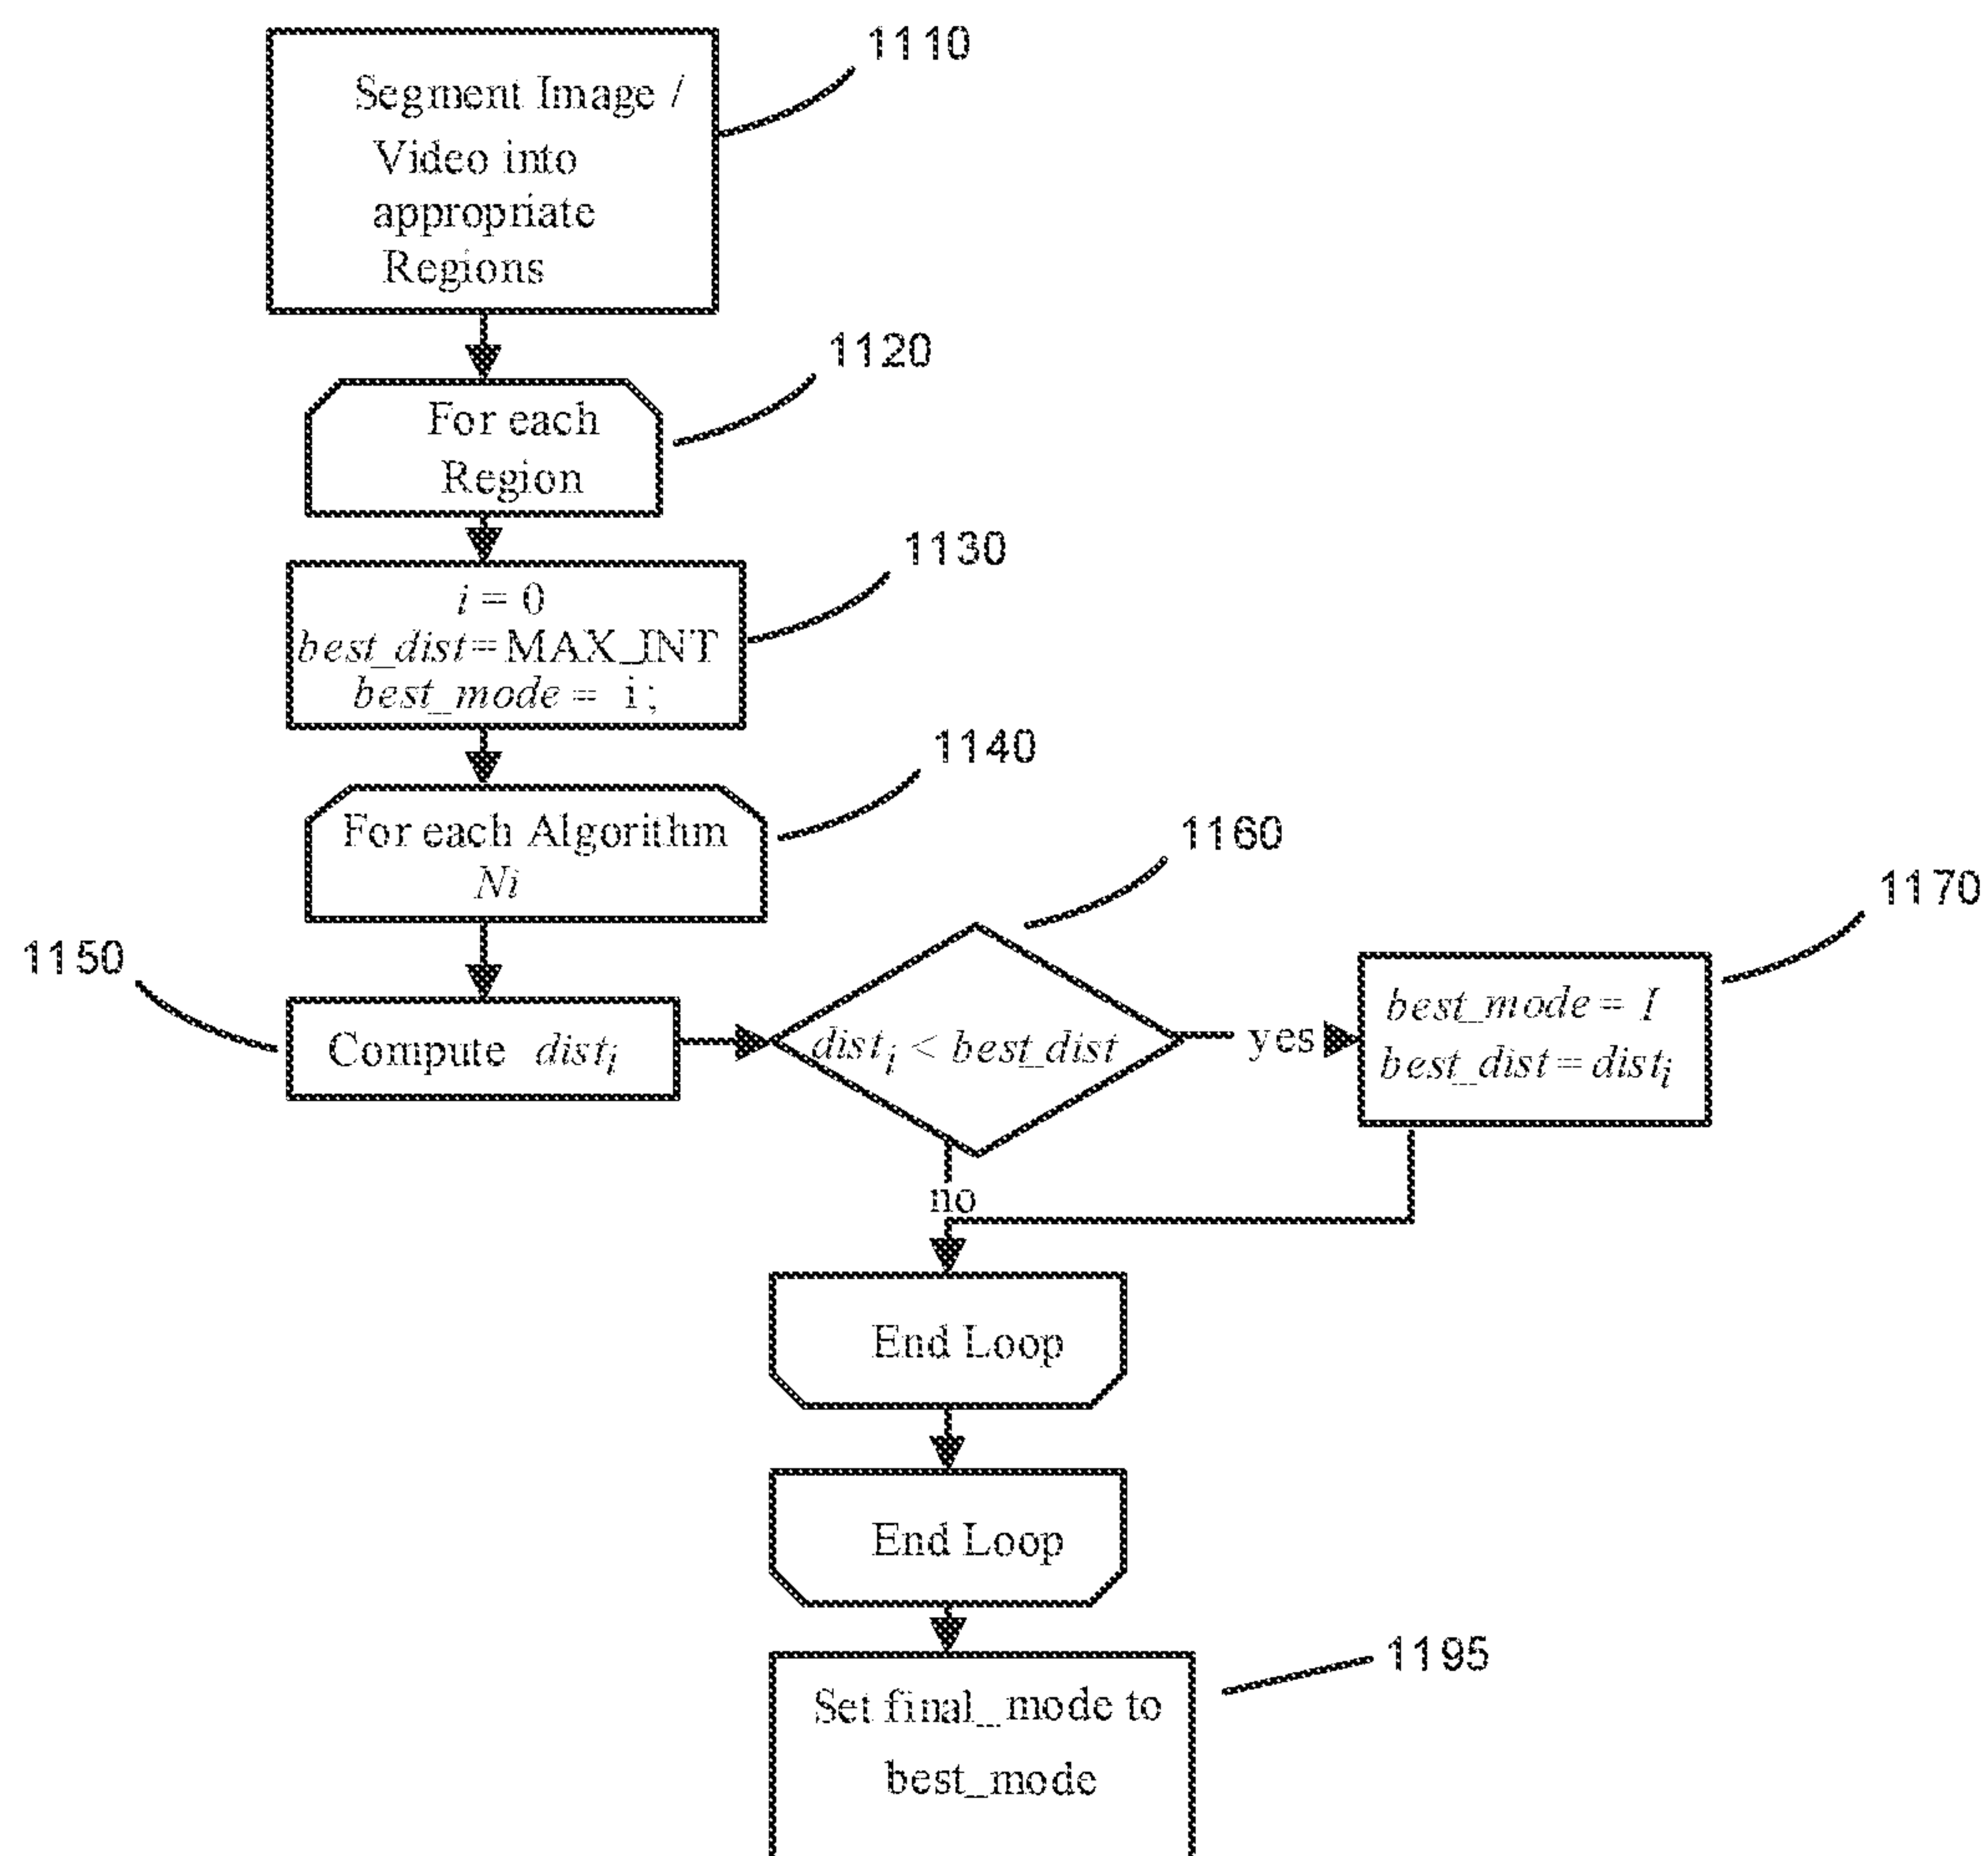 1110
Segment Image /
Video into
appropriate
Regions
1120
For each
Region
1130
i = 0
best_dist = MAX_INT
best_mode = i ;
1140
For each Algorithm
Ni
1150
Compute dist_i
1160
dist_i < best_dist
yes
1170
best_mode = I
best_dist = dist_i
no
End Loop
End Loop
1195
Set final_mode to
best_mode